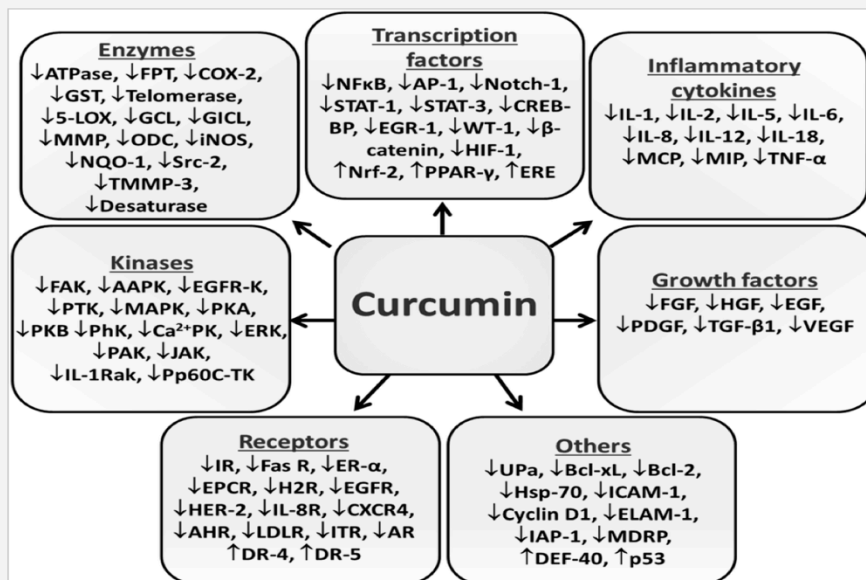 Enzymes
↓ATPase, ↓FPT, ↓COX-2,
↓GST, ↓Telomerase,
↓5-LOX, ↓GCL, ↓GICL,
↓MMP, ↓ODC, ↓iNOS,
↓NQO-1, ↓Src-2,
↓TMMP-3,
↓Desaturase
Transcription
factors
↓NFκB, ↓AP-1, ↓Notch-1,
↓STAT-1, ↓STAT-3, ↓CREB-
BP, ↓EGR-1, ↓WT-1, ↓β-
catenin, ↓HIF-1,
↑Nrf-2, ↑PPAR-γ, ↑ERE
Inflammatory
cytokines
↓IL-1, ↓IL-2, ↓IL-5, ↓IL-6,
↓IL-8, ↓IL-12, ↓IL-18,
↓MCP, ↓MIP, ↓TNF-α
Kinases
↓FAK, ↓AAPK, ↓EGFR-K,
↓PTK, ↓MAPK, ↓PKA,
↓PKB ↓PhK, ↓Ca²⁺PK, ↓ERK,
↓PAK, ↓JAK,
↓IL-1Rak, ↓Pp60C-TK
Curcumin
Growth factors
↓FGF, ↓HGF, ↓EGF,
↓PDGF, ↓TGF-β1, ↓VEGF
Receptors
↓IR, ↓Fas R, ↓ER-α,
↓EPCR, ↓H2R, ↓EGFR,
↓HER-2, ↓IL-8R, ↓CXCR4,
↓AHR, ↓LDLR, ↓ITR, ↓AR
↑DR-4, ↑DR-5
Others
↓UPa, ↓Bcl-xL, ↓Bcl-2,
↓Hsp-70, ↓ICAM-1,
↓Cyclin D1, ↓ELAM-1,
↓IAP-1, ↓MDRP,
↑DEF-40, ↑p53